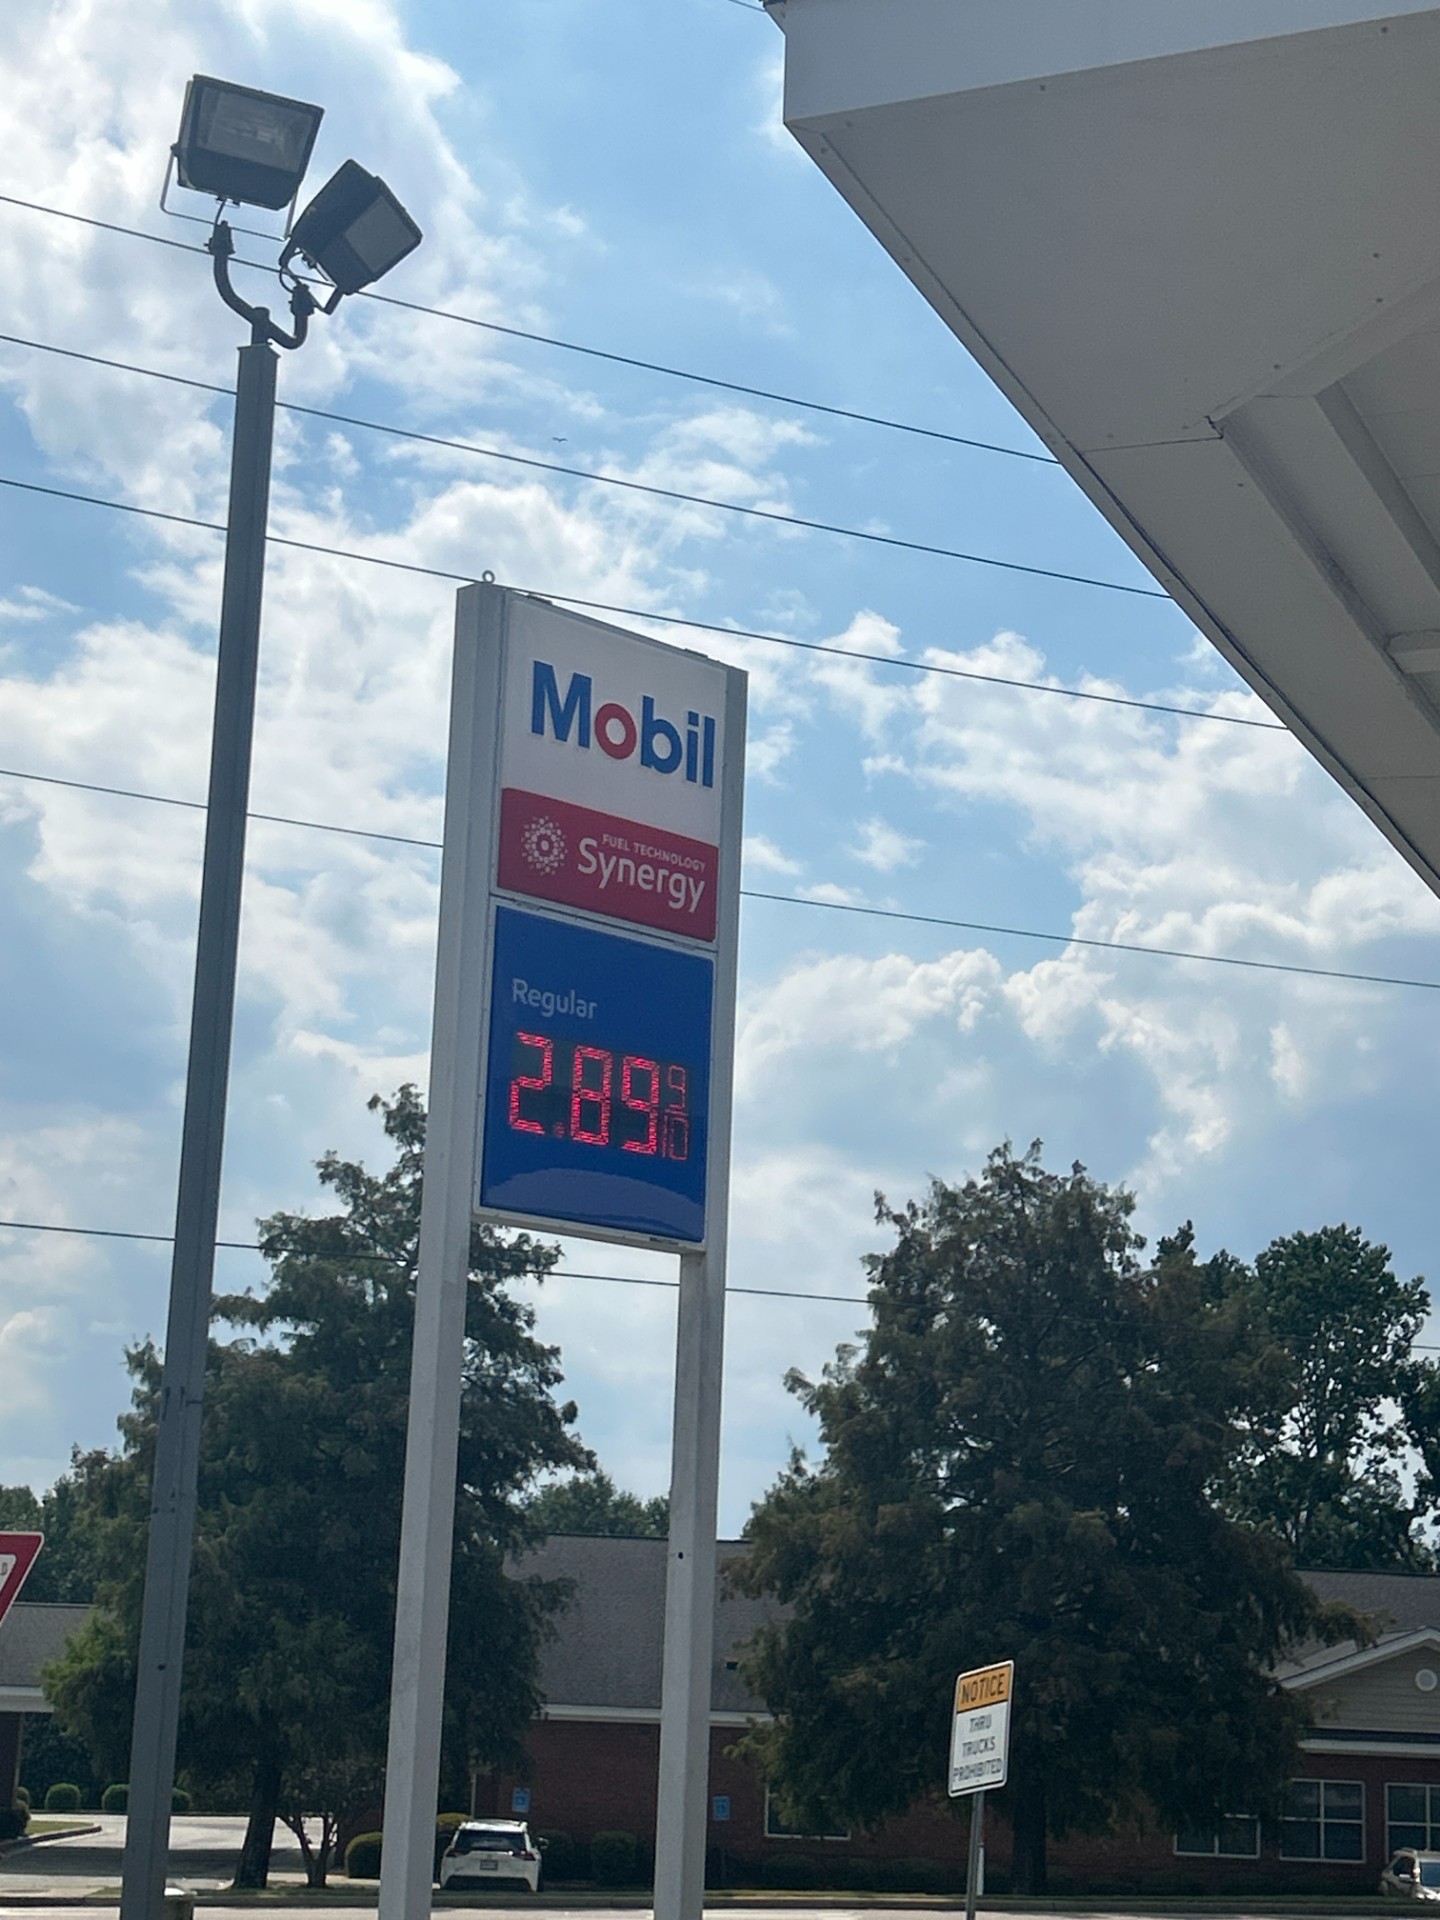 Mobil
FUEL TECHNOLOGY
Synergy
Regular
2.89 9/10
NOTICE
THRU
TRUCKS
PROHIBITED